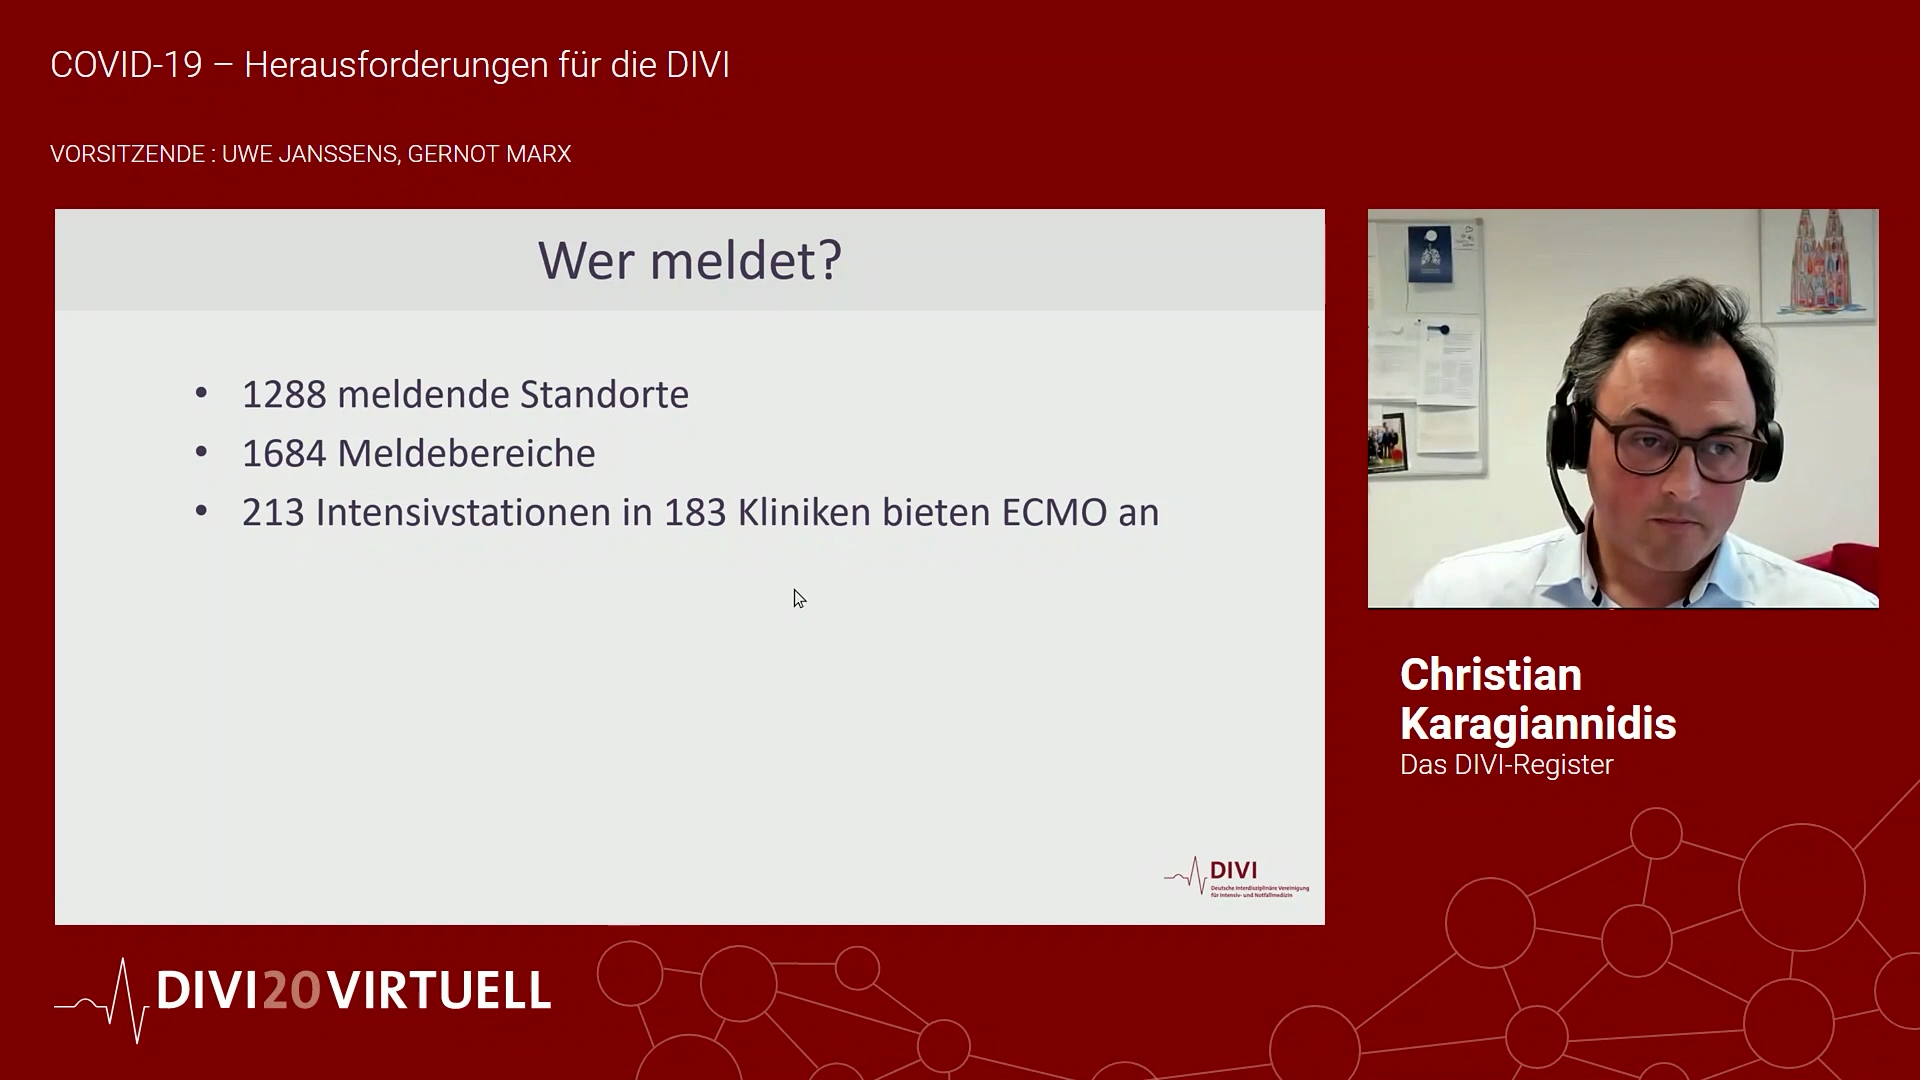 COVID-19 – Herausforderungen für die DIVI
VORSITZENDE : UWE JANSSENS, GERNOT MARX
Wer meldet?
• 1288 meldende Standorte
• 1684 Meldebereiche
• 213 Intensivstationen in 183 Kliniken bieten ECMO an
DIVI
Deutsche Interdisziplinäre Vereinigung
für Intensiv- und Notfallmedizin
Christian
Karagiannidis
Das DIVI-Register
DIVI20VIRTUELL